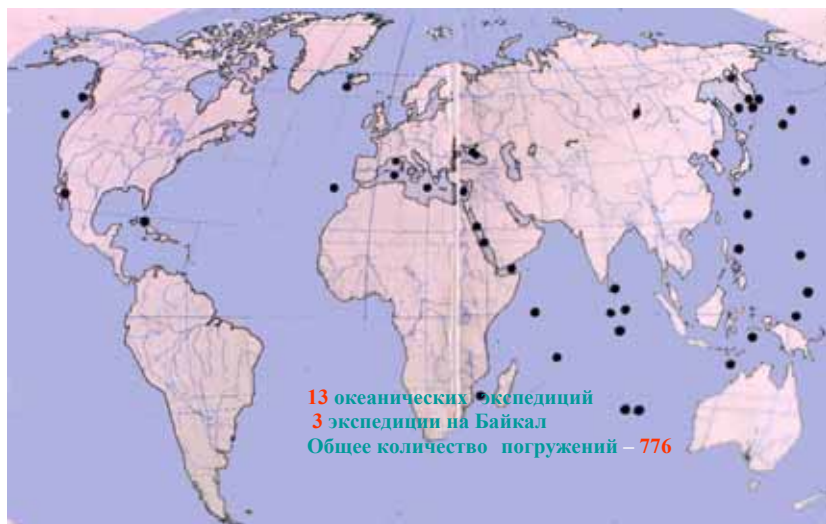 13 океанических экспедиций
3 экспедиции на Байкал
Общее количество погружений – 776